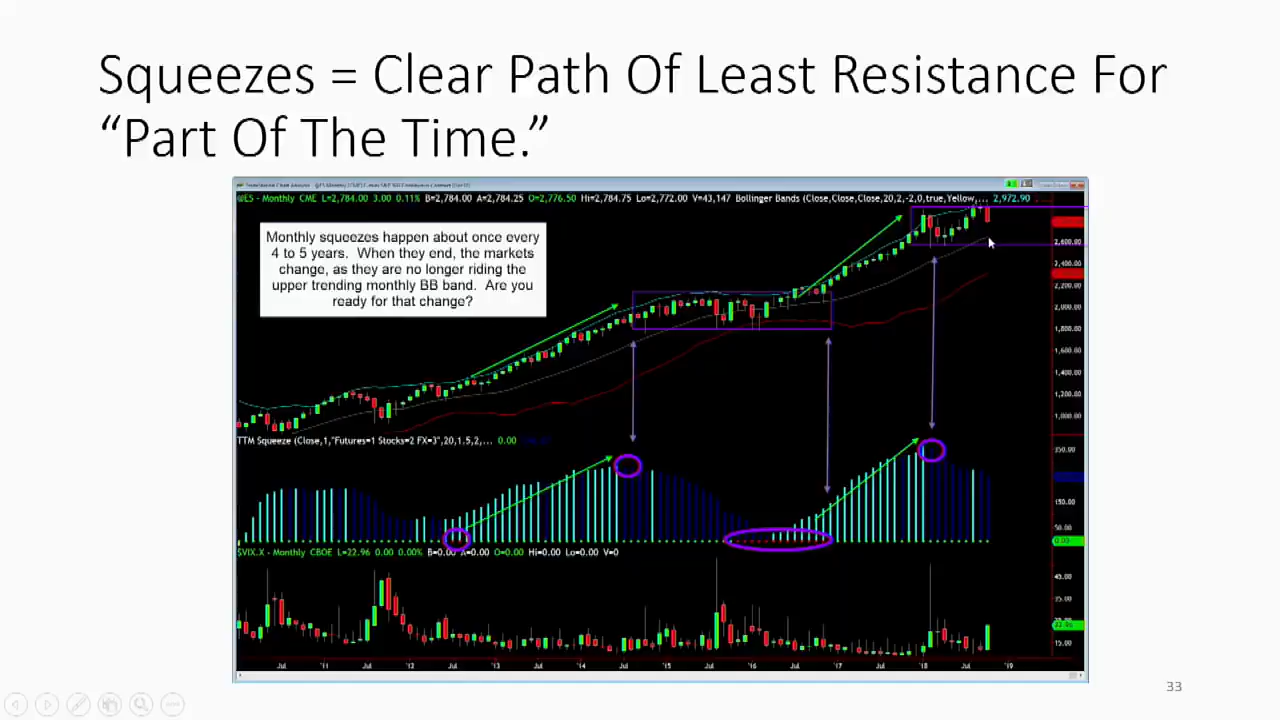 Squeezes = Clear Path Of Least Resistance For
“Part Of The Time.”
@ES - Monthly CME L=2,784.00 3.00 0.11% B=2,784.00 A=2,784.25 O=2,776.50 Hi=2,784.75 Lo=2,772.00 V=43,147 Bollinger Bands (Close,Close,Close,20,2,-2,0,true,Yellow,... 2,972.90
Monthly squeezes happen about once every
4 to 5 years. When they end, the markets
change, as they are no longer riding the
upper trending monthly BB band. Are you
ready for that change?
2,600.00
2,400.00
2,200.00
2,000.00
1,800.00
1,600.00
1,400.00
1,200.00
1,000.00
TTM Squeeze (Close,1,"Futures=1 Stocks=2 FX=3",20,1.5,2,... 0.00
350.00
150.00
50.00
0.00
$VIX.X - Monthly CBOE L=22.96 0.00 0.00% B=0.00 A=0.00 O=0.00 Hi=0.00 Lo=0.00 V=0
45.00
35.00
22.96
15.00
Jul '11 Jul '12 Jul '13 Jul '14 Jul '15 Jul '16 Jul '17 Jul '18 Jul '19
33